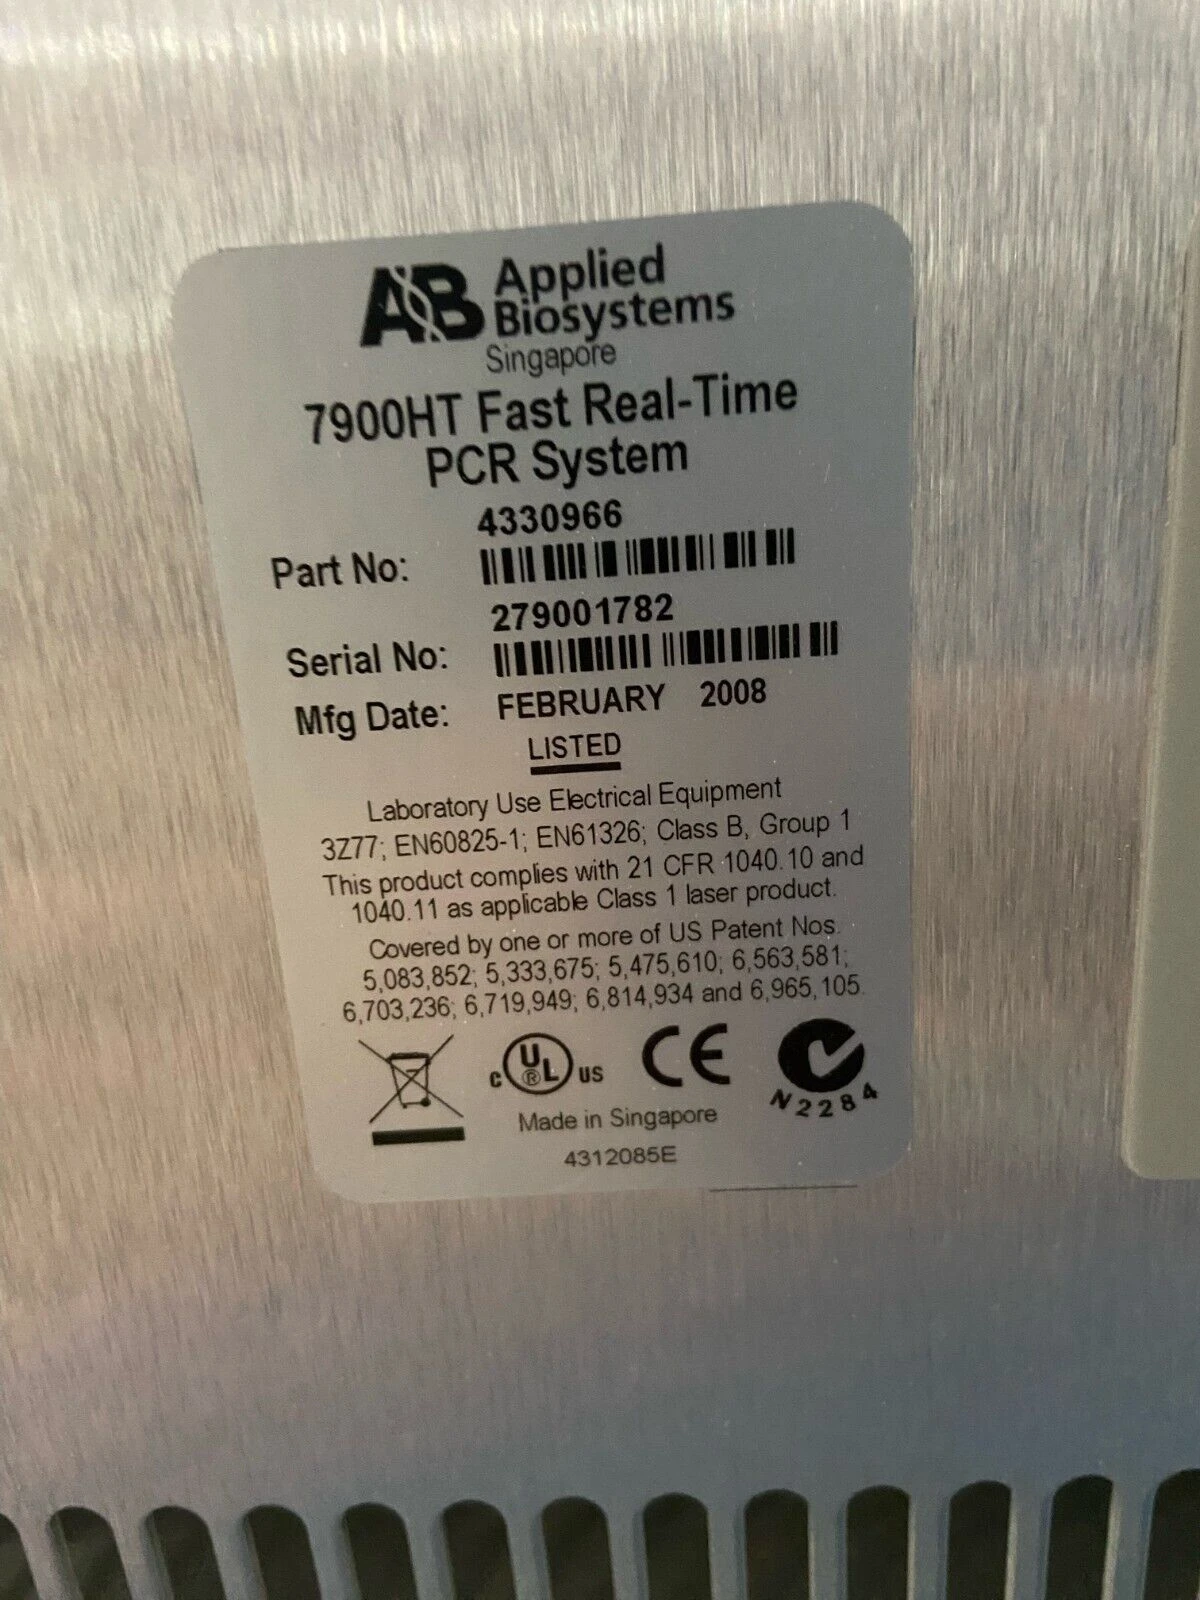 AB Applied
Biosystems
Singapore
7900HT Fast Real-Time
PCR System
4330966
Part No:
279001782
Serial No:
Mfg Date: FEBRUARY 2008
LISTED
Laboratory Use Electrical Equipment
3Z77; EN60825-1; EN61326; Class B, Group 1
This product complies with 21 CFR 1040.10 and
1040.11 as applicable Class 1 laser product.
Covered by one or more of US Patent Nos.
5,083,852; 5,333,675; 5,475,610; 6,563,581;
6,703,236; 6,719,949; 6,814,934 and 6,965,105.
C UL ® US CE
N2284
Made in Singapore
4312085E